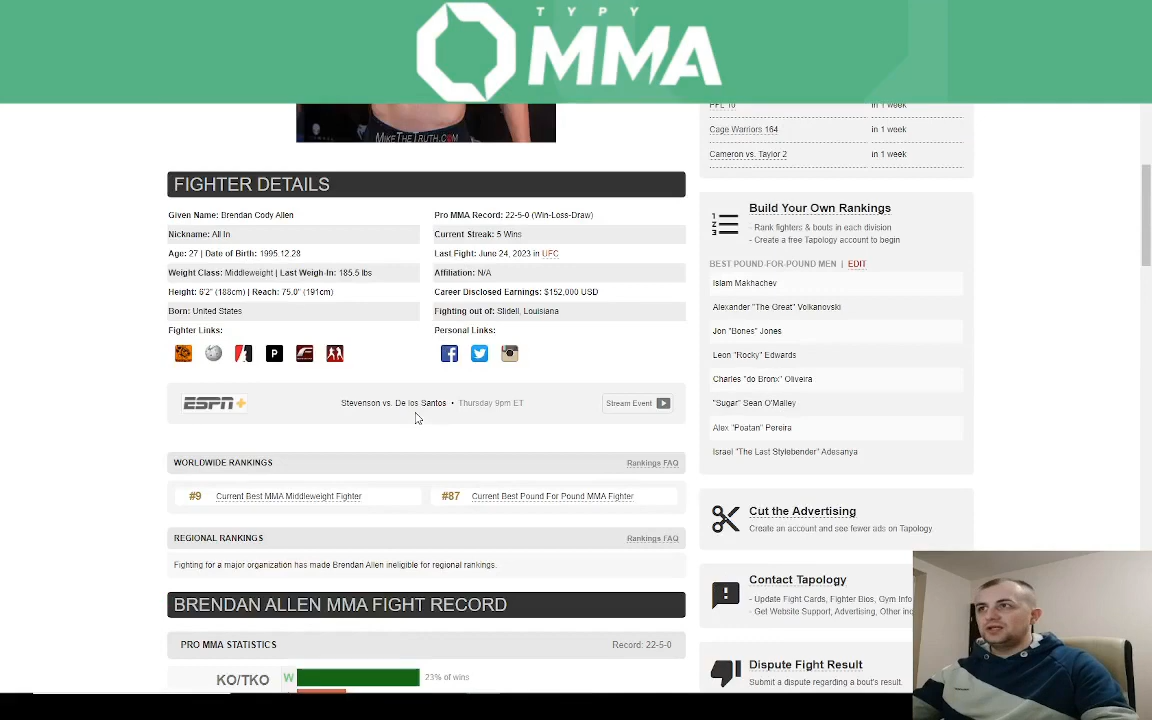 TYPY
MMA
MIKETHETRUTH.COM
PFL 10 in 1 week
Cage Warriors 164 in 1 week
Cameron vs. Taylor 2 in 1 week
FIGHTER DETAILS
Given Name: Brendan Cody Allen
Pro MMA Record: 22-5-0 (Win-Loss-Draw)
Nickname: All In
Current Streak: 5 Wins
Age: 27 | Date of Birth: 1995.12.28
Last Fight: June 24, 2023 in UFC
Weight Class: Middleweight | Last Weigh-In: 185.5 lbs
Affiliation: N/A
Height: 6'2" (188cm) | Reach: 75.0" (191cm)
Career Disclosed Earnings: $152,000 USD
Born: United States
Fighting out of: Slidell, Louisiana
Fighter Links:
Personal Links:
P
ESPN+
Stevenson vs. De los Santos • Thursday 9pm ET
Stream Event
WORLDWIDE RANKINGS
Rankings FAQ
#9 Current Best MMA Middleweight Fighter
#87 Current Best Pound For Pound MMA Fighter
REGIONAL RANKINGS
Rankings FAQ
Fighting for a major organization has made Brendan Allen ineligible for regional rankings.
BRENDAN ALLEN MMA FIGHT RECORD
PRO MMA STATISTICS
Record: 22-5-0
KO/TKO W 23% of wins
1
2
3
Build Your Own Rankings
- Rank fighters & bouts in each division
- Create a free Tapology account to begin
BEST POUND-FOR-POUND MEN | EDIT
Islam Makhachev
Alexander "The Great" Volkanovski
Jon "Bones" Jones
Leon "Rocky" Edwards
Charles "do Bronx" Oliveira
"Sugar" Sean O'Malley
Alex "Poatan" Pereira
Israel "The Last Stylebender" Adesanya
Cut the Advertising
Create an account and see fewer ads on Tapology.
Contact Tapology
- Update Fight Cards, Fighter Bios, Gym Info
- Get Website Support, Advertising, Other
Dispute Fight Result
Submit a dispute regarding a bout's result.